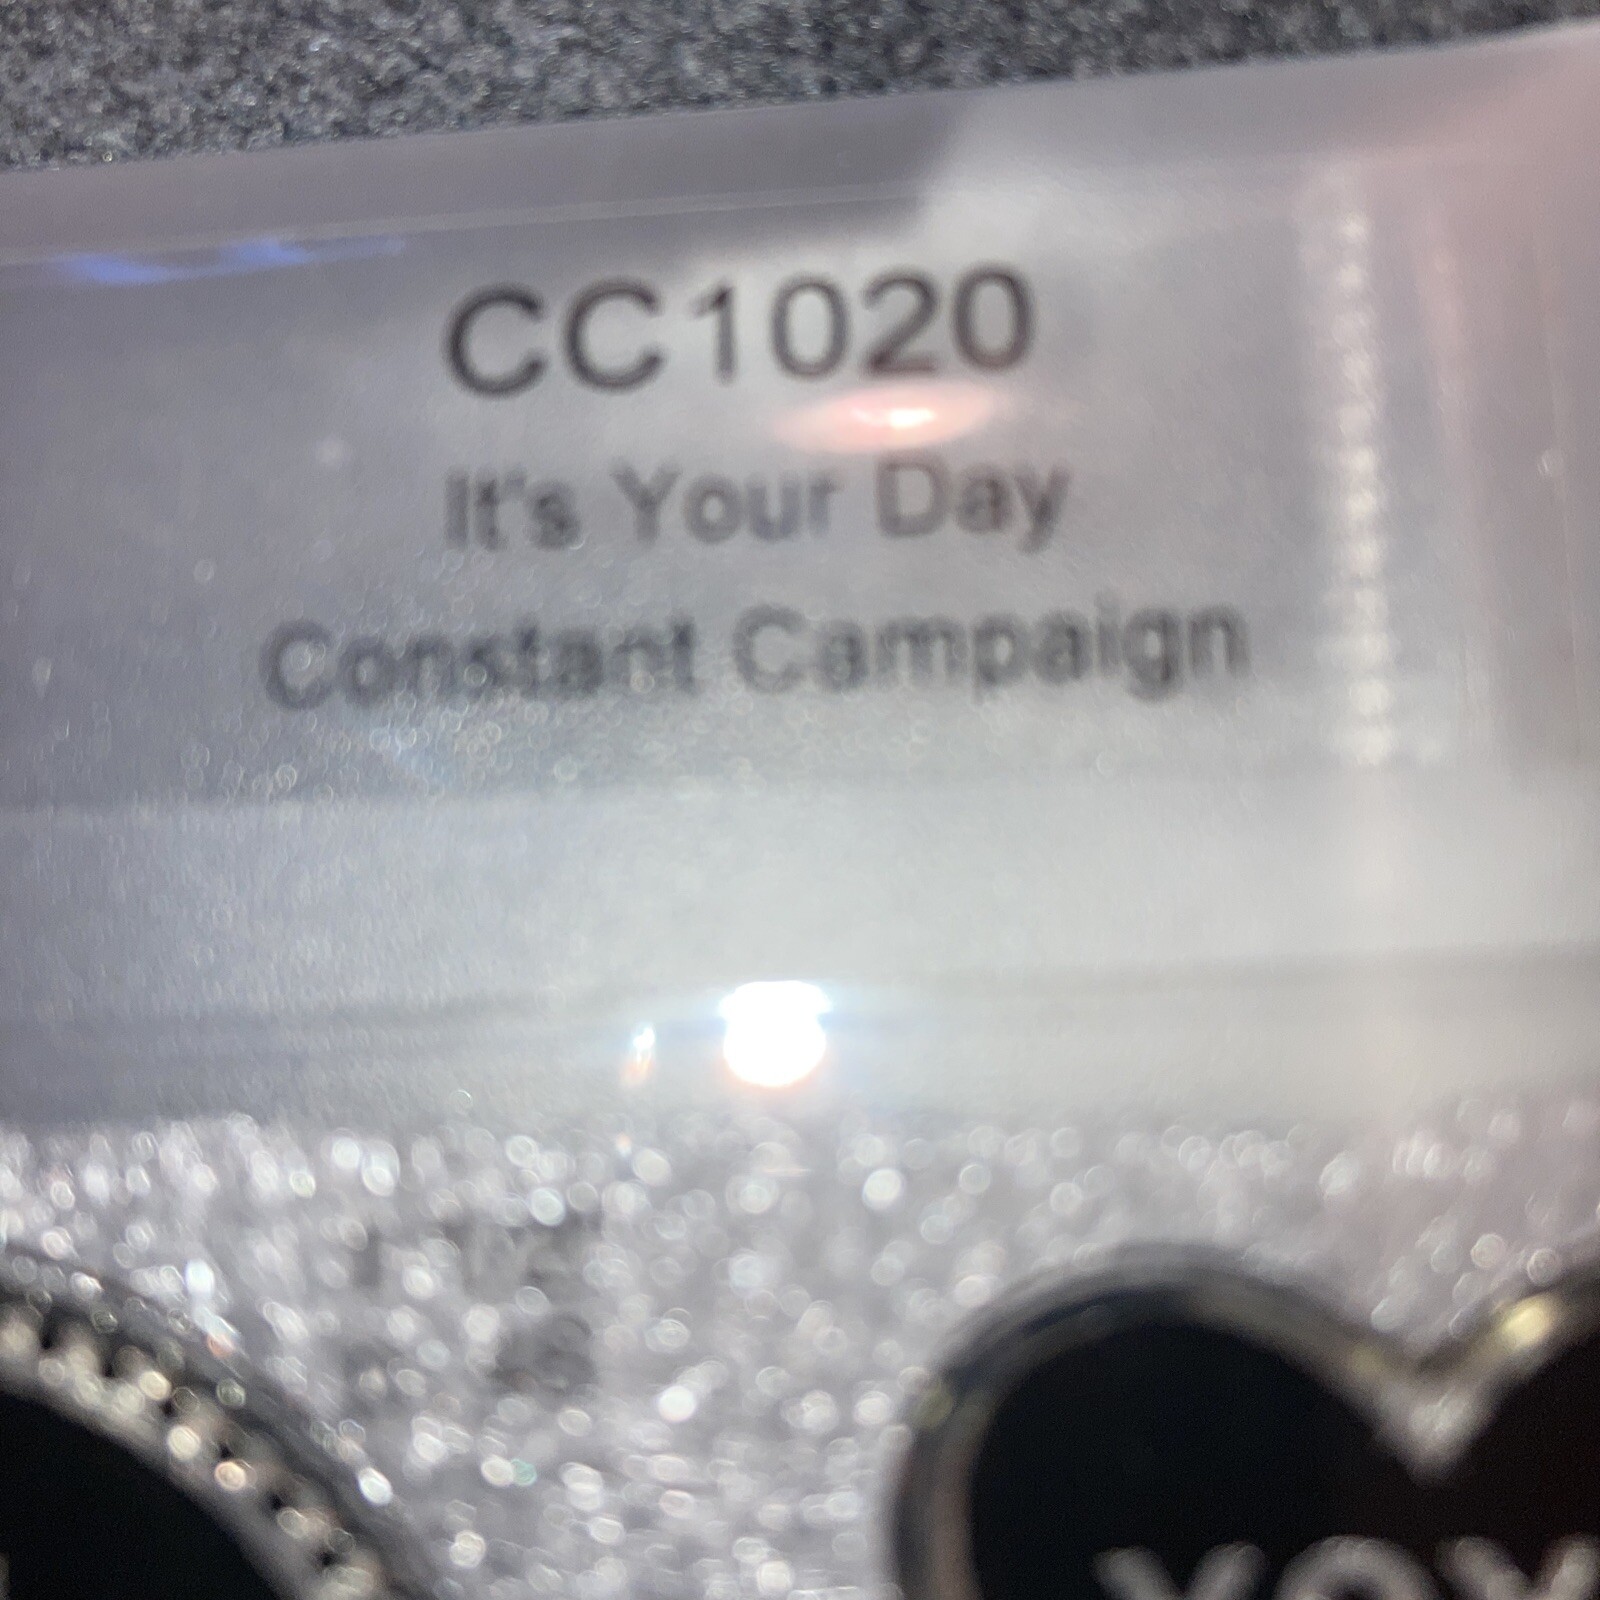 CC1020
It's Your Day
Constant Campaign